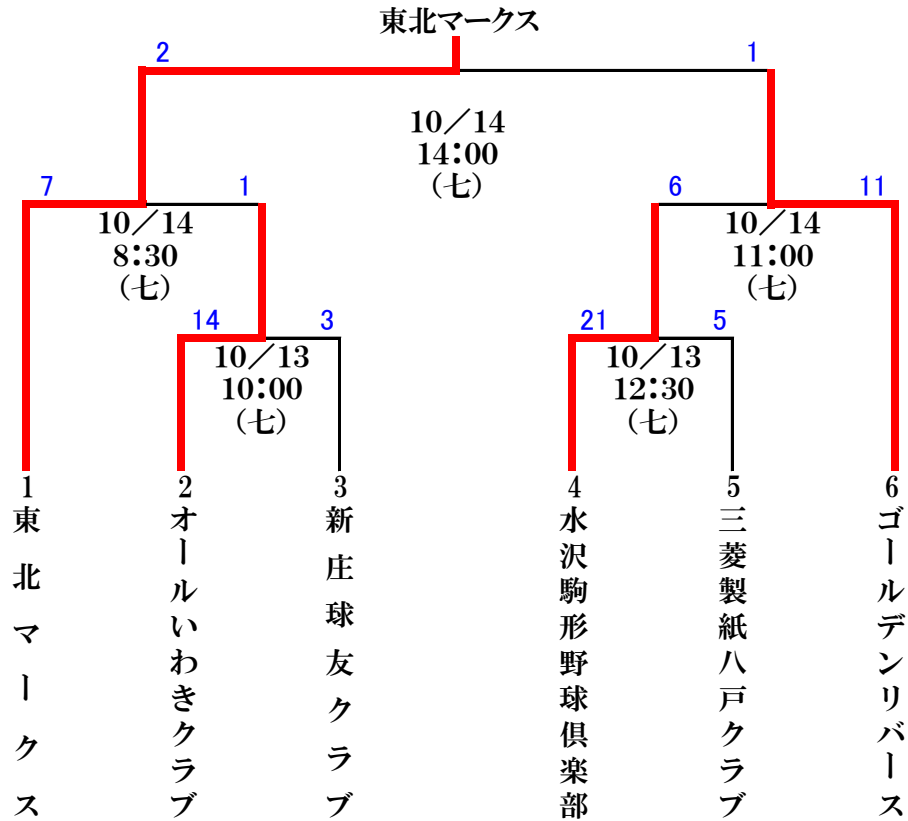 東北マークス
2
1
10／14
14：00
（七）
7
1
6
11
10／14
8：30
（七）
10／14
11：00
（七）
14
3
21
5
10／13
10：00
（七）
10／13
12：30
（七）
1
東北マークス
2
オールいわきクラブ
3
新庄球友クラブ
4
水沢駒形野球倶楽部
5
三菱製紙八戸クラブ
6
ゴールデンリバース